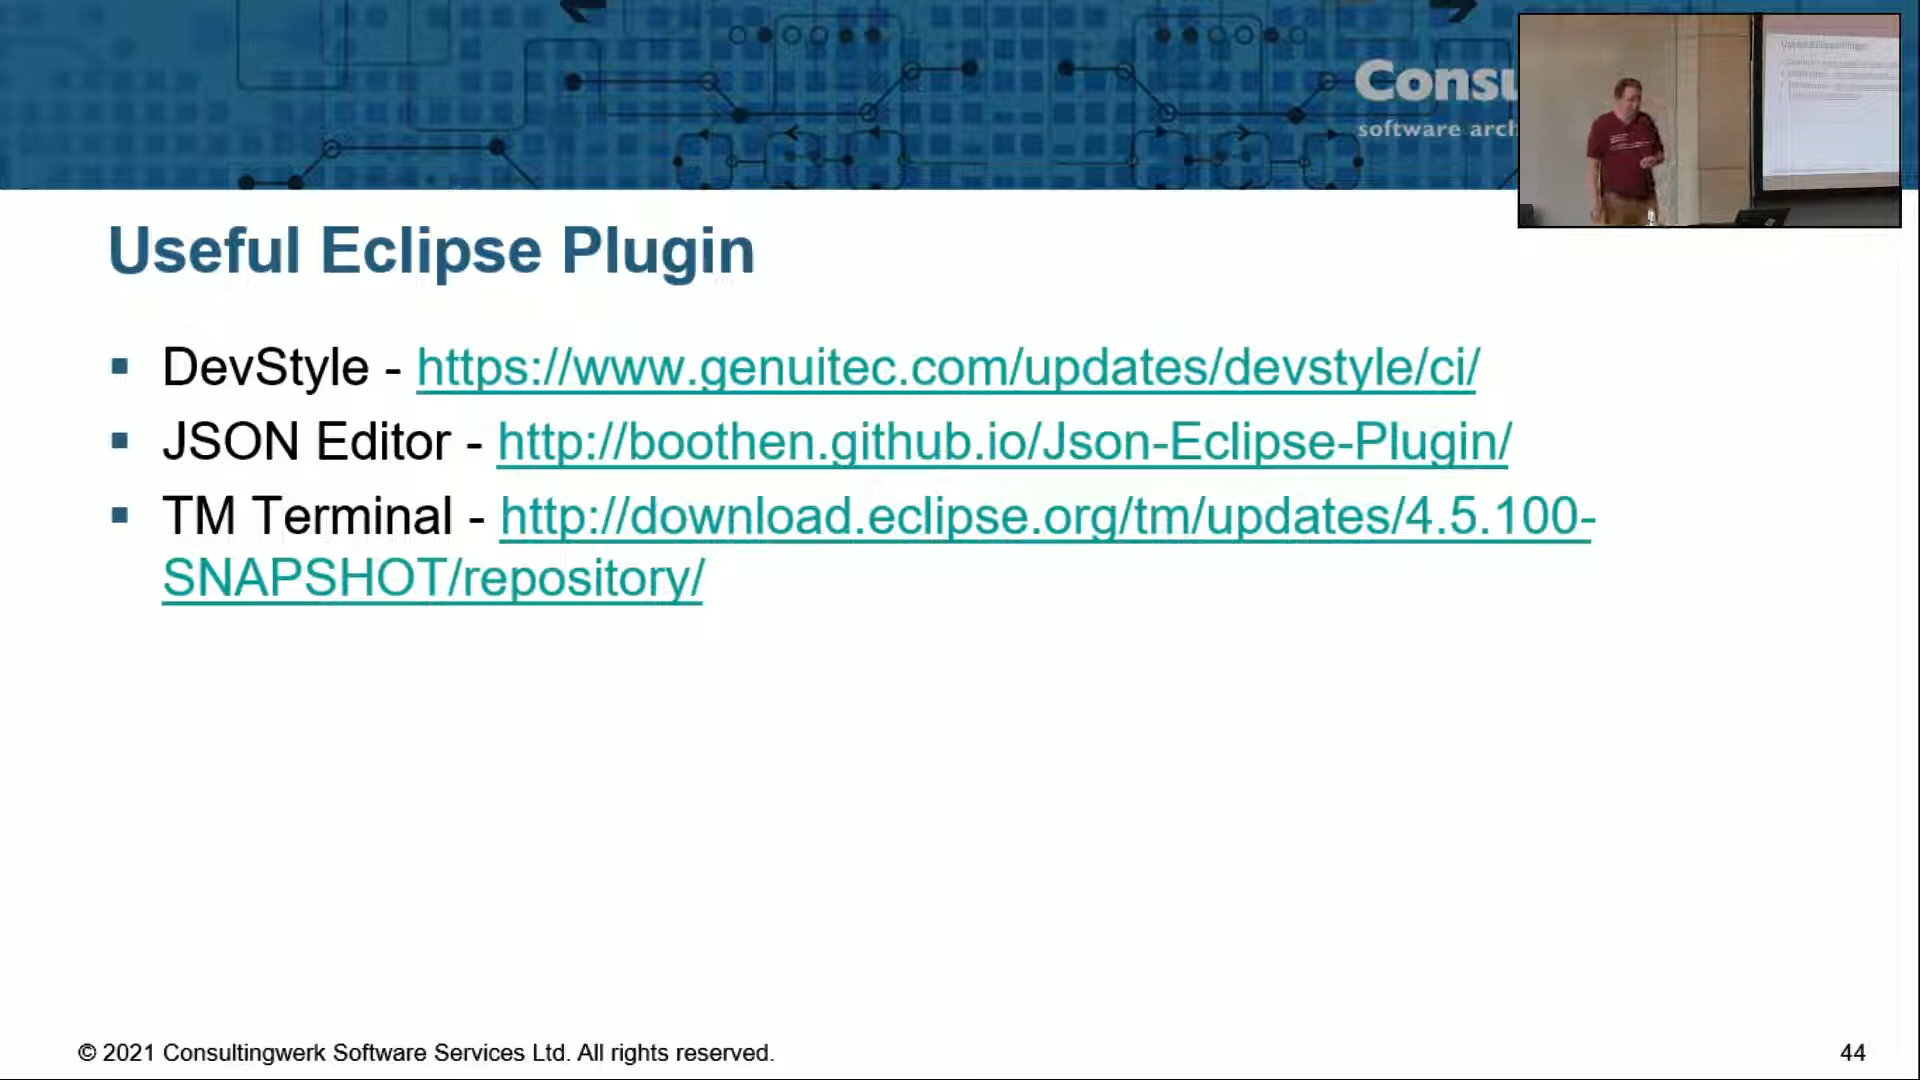 Consu
software arch
Useful Eclipse Plugin
DevStyle - https://www.genuitec.com/updates/devstyle/ci/
JSON Editor - http://boothen.github.io/Json-Eclipse-Plugin/
TM Terminal - http://download.eclipse.org/tm/updates/4.5.100-
SNAPSHOT/repository/
© 2021 Consultingwerk Software Services Ltd. All rights reserved.
44